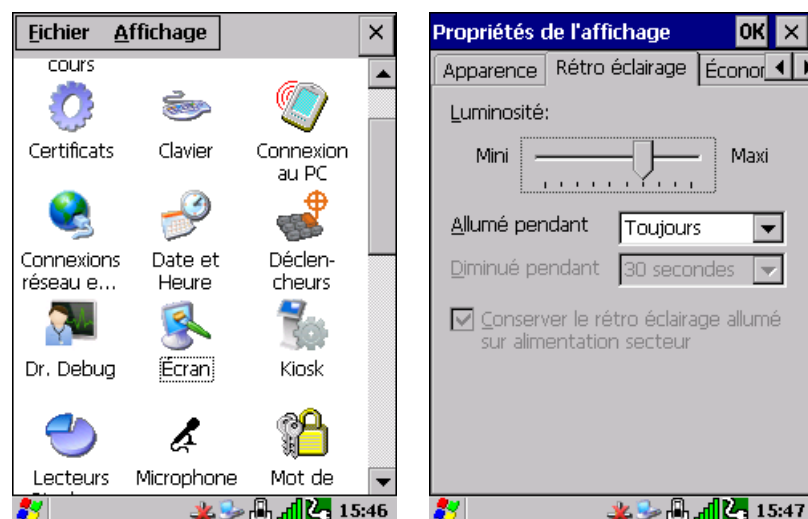 Fichier Affichage
cours
Certificats Clavier Connexion
au PC
Connexions Date et Déclen-
réseau e... Heure cheurs
Dr. Debug Écran Kiosk
Lecteurs Microphone Mot de
15:46
Propriétés de l'affichage OK
Apparence Rétro éclairage Éconor
Luminosité:
Mini Maxi
Allumé pendant Toujours
Diminué pendant 30 secondes
Conserver le rétro éclairage allumé
sur alimentation secteur
15:47